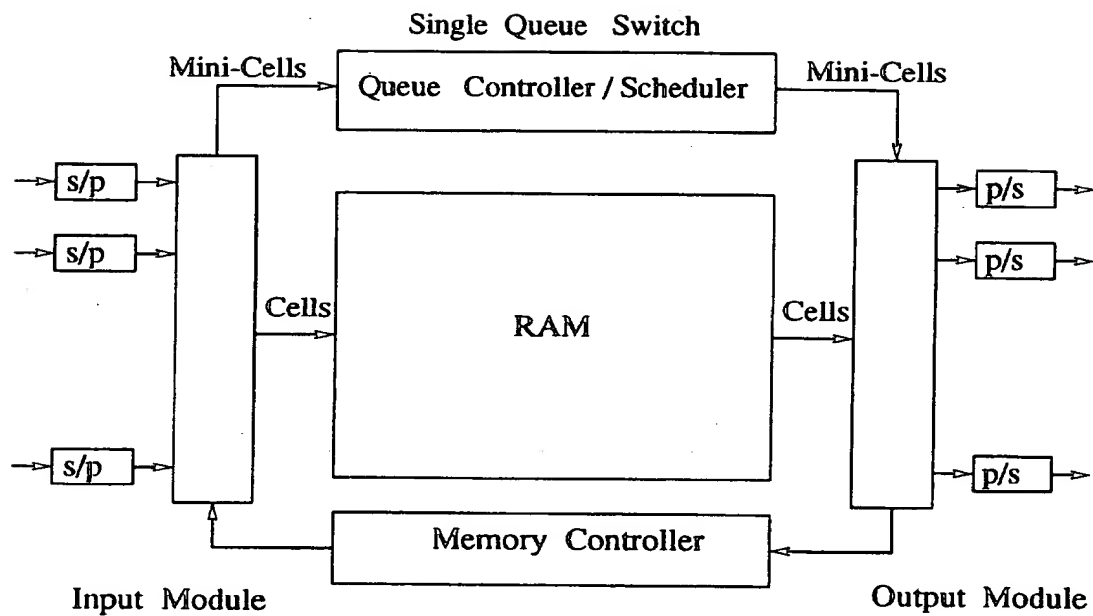 Single Queue Switch
Mini-Cells
Queue Controller / Scheduler
Mini-Cells
s/p
p/s
s/p
p/s
Cells
RAM
Cells
s/p
p/s
Memory Controller
Input Module
Output Module